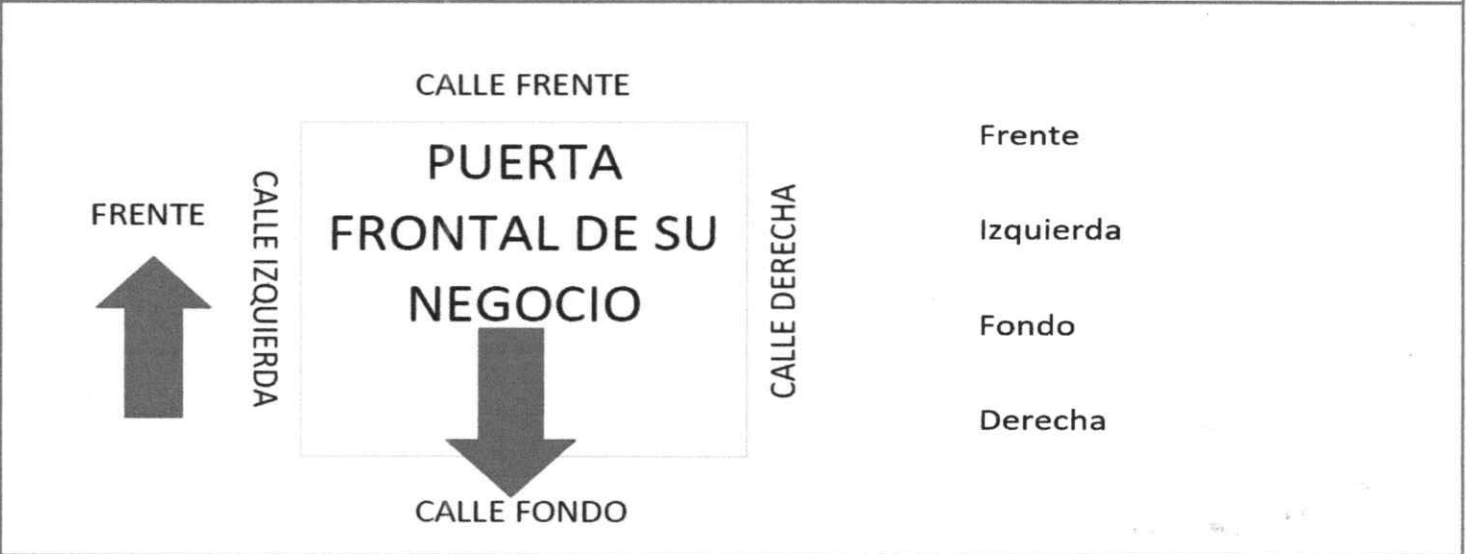 CALLE FRENTE
FRENTE
CALLE IZQUIERDA
PUERTA
FRONTAL DE SU
NEGOCIO
CALLE DERECHA
CALLE FONDO
Frente
Izquierda
Fondo
Derecha